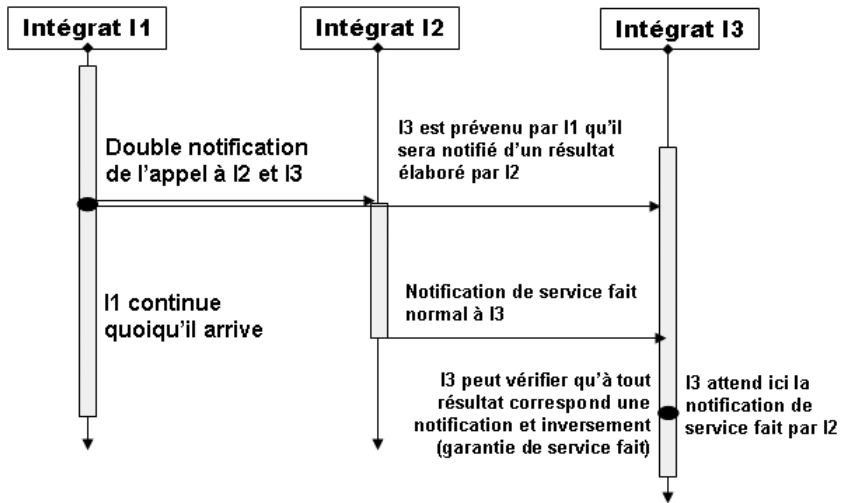 Intégrat I1
Intégrat I2
Intégrat I3
Double notification
de l'appel à I2 et I3
I3 est prévenu par I1 qu'il
sera notifié d'un résultat
élaboré par I2
I1 continue
quoiqu'il arrive
Notification de service fait
normal à I3
I3 peut vérifier qu'à tout
résultat correspond une
notification et inversement
(garantie de service fait)
I3 attend ici la
notification de
service fait par I2